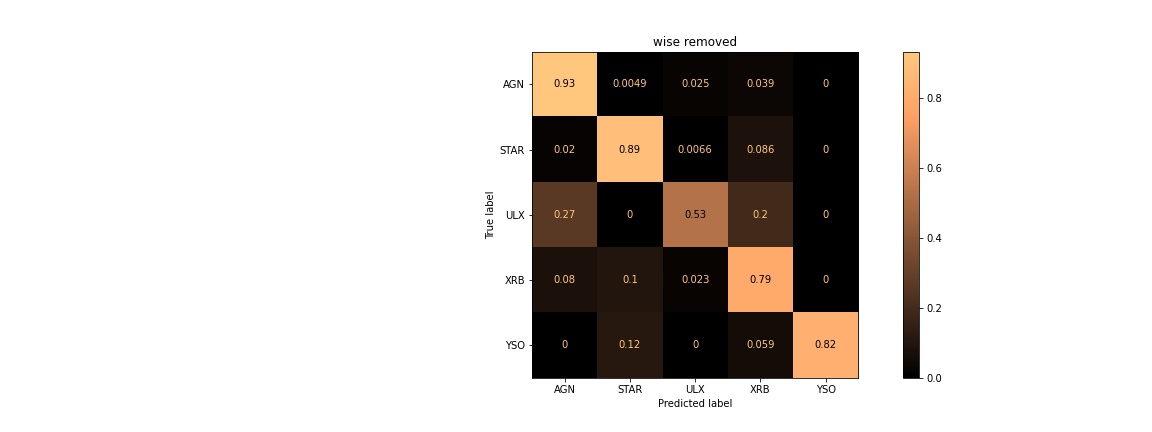 wise removed
AGN 0.93 0.0049 0.025 0.039 0
STAR 0.02 0.89 0.0066 0.086 0
ULX 0.27 0 0.53 0.2 0
XRB 0.08 0.1 0.023 0.79 0
YSO 0 0.12 0 0.059 0.82
AGN STAR ULX XRB YSO
Predicted label
True label
0.8
0.6
0.4
0.2
0.0